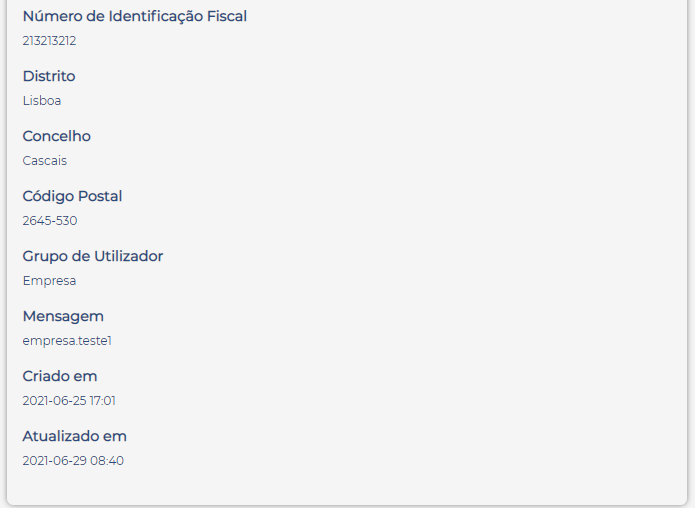 Número de Identificação Fiscal
213213212
Distrito
Lisboa
Concelho
Cascais
Código Postal
2645-530
Grupo de Utilizador
Empresa
Mensagem
empresa.teste1
Criado em
2021-06-25 17:01
Atualizado em
2021-06-29 08:40